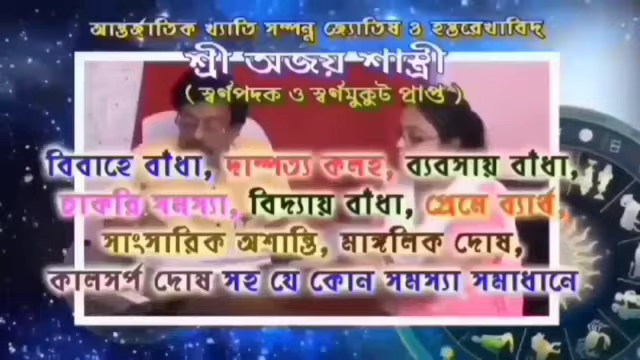 আন্তর্জাতিক খ্যাতি সম্পন্ন জ্যোতিষ ও হস্তরেখাবিদ্
শ্রী অজয় শাস্ত্রী
( স্বর্ণপদক ও স্বর্ণমুকুট প্রাপ্ত )
বিবাহে বাঁধা, দাম্পত্য কলহ, ব্যবসায় বাঁধা,
চাকরি সমস্যা, বিদ্যায় বাঁধা, প্রেমে ব্যার্থ,
সাংসারিক অশান্তি, মাঙ্গলিক দোষ,
কালসর্প দোষ সহ যে কোন সমস্যা সমাধানে